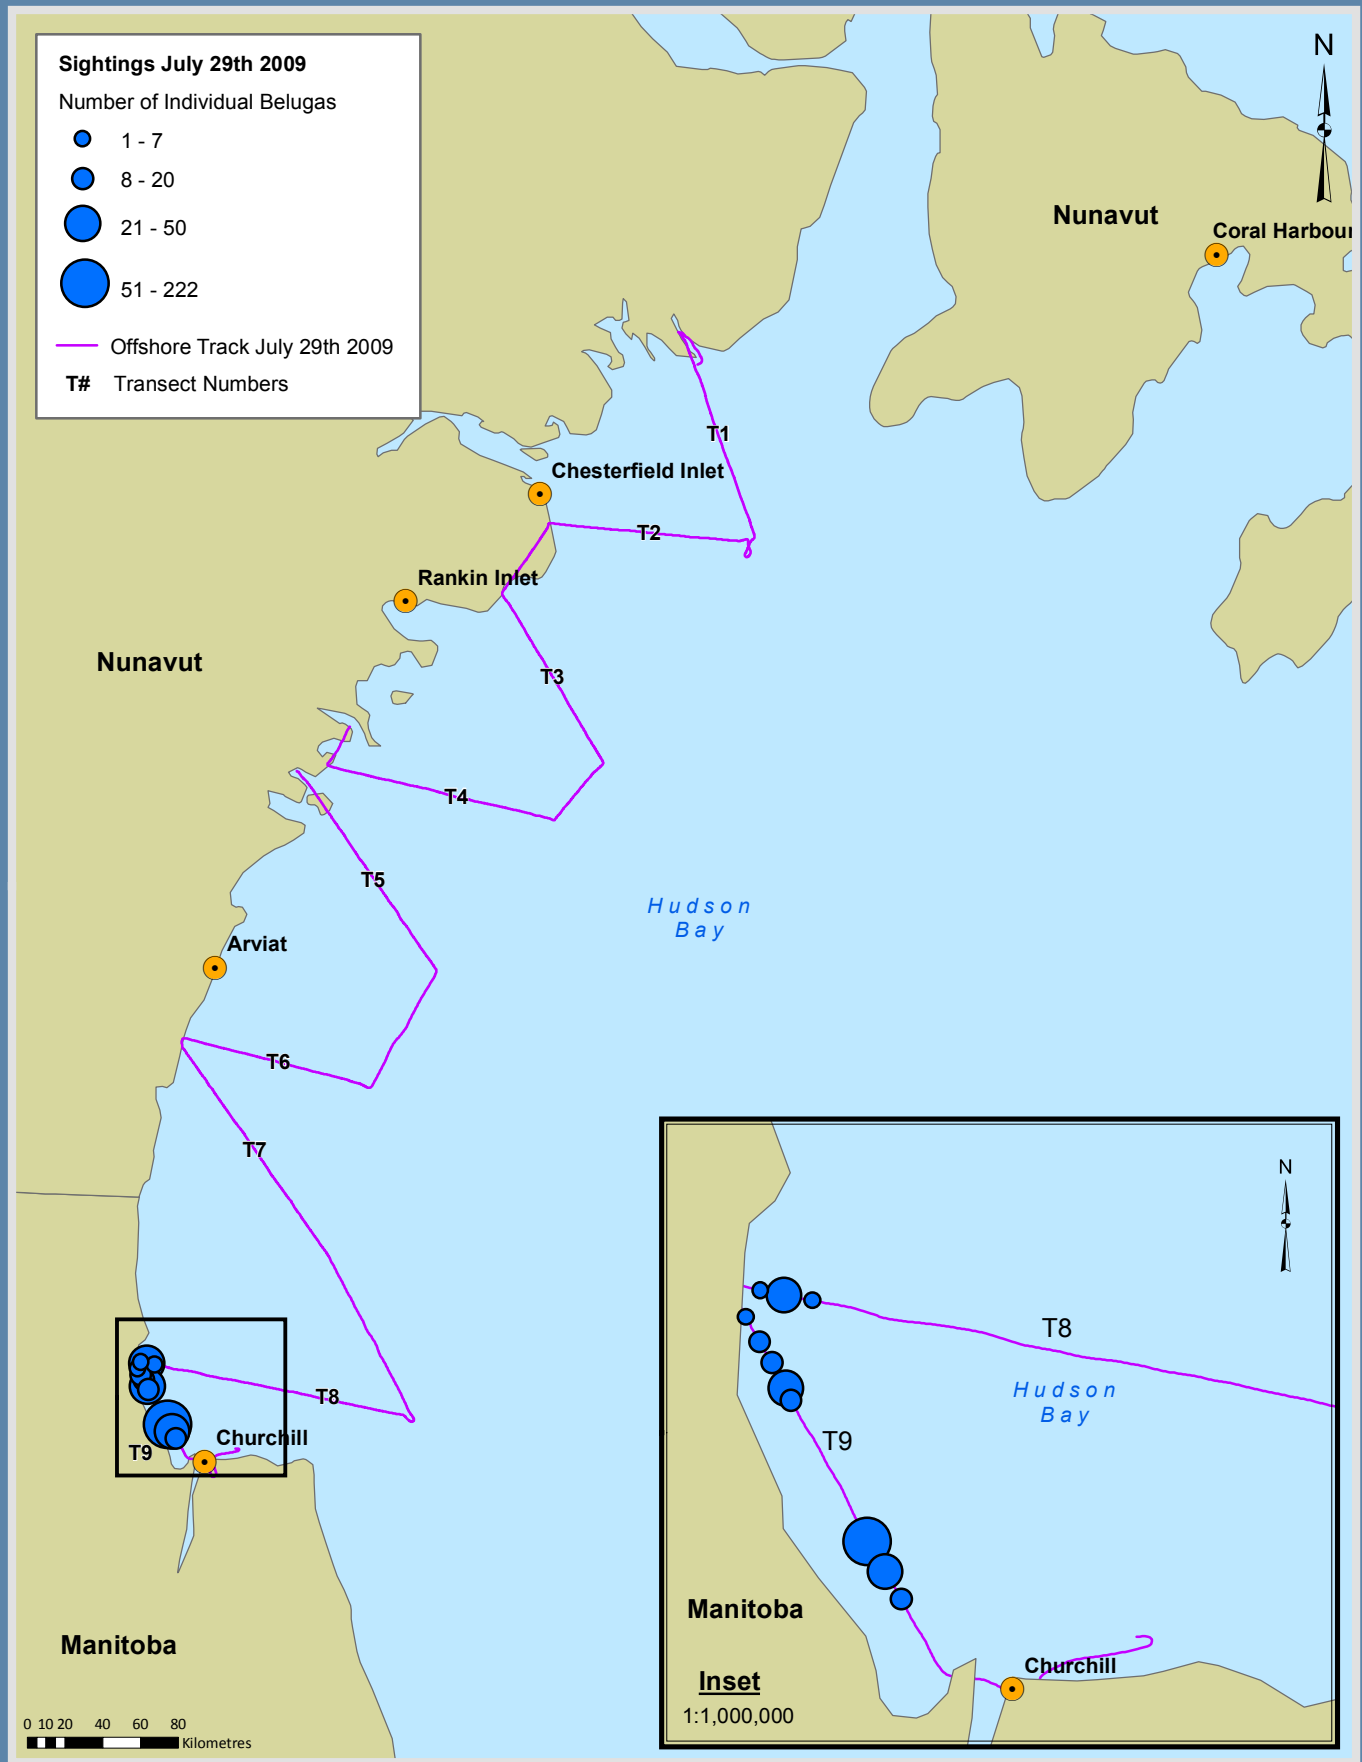 Sightings July 29th 2009
Number of Individual Belugas
1 - 7
8 - 20
21 - 50
51 - 222
Offshore Track July 29th 2009
T# Transect Numbers
N
Nunavut
Coral Harbour
T1
Chesterfield Inlet
T2
Rankin Inlet
Nunavut
T3
T4
T5
Hudson
Bay
Arviat
T6
T7
T8
Churchill
T9
Manitoba
0 10 20 40 60 80
Kilometres
N
T8
Hudson
Bay
T9
Manitoba
Churchill
Inset
1:1,000,000